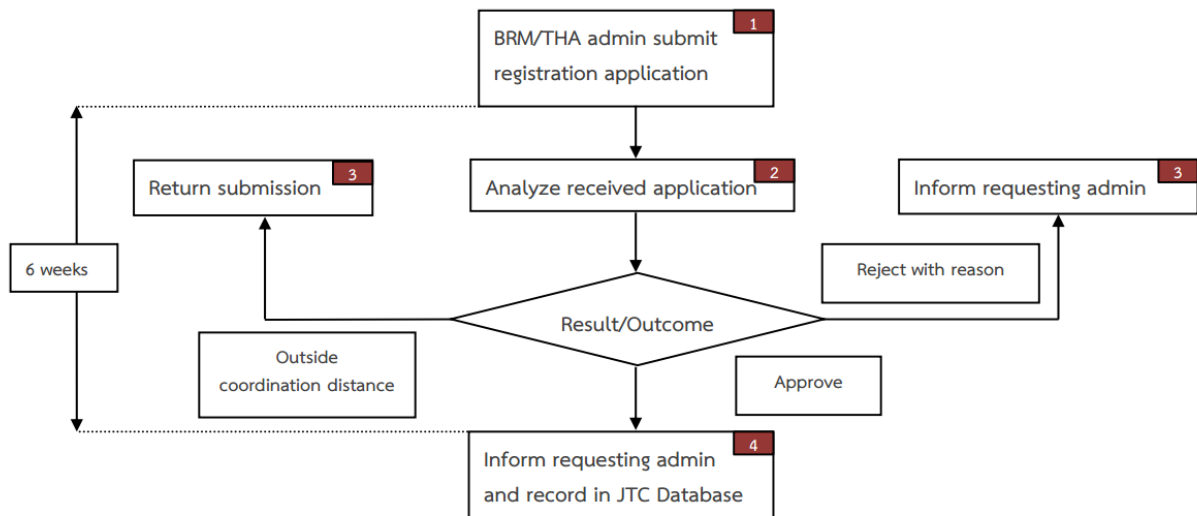 1
BRM/THA admin submit
registration application
3
Return submission
2
Analyze received application
3
Inform requesting admin
6 weeks
Reject with reason
Result/Outcome
Outside
coordination distance
Approve
4
Inform requesting admin
and record in JTC Database